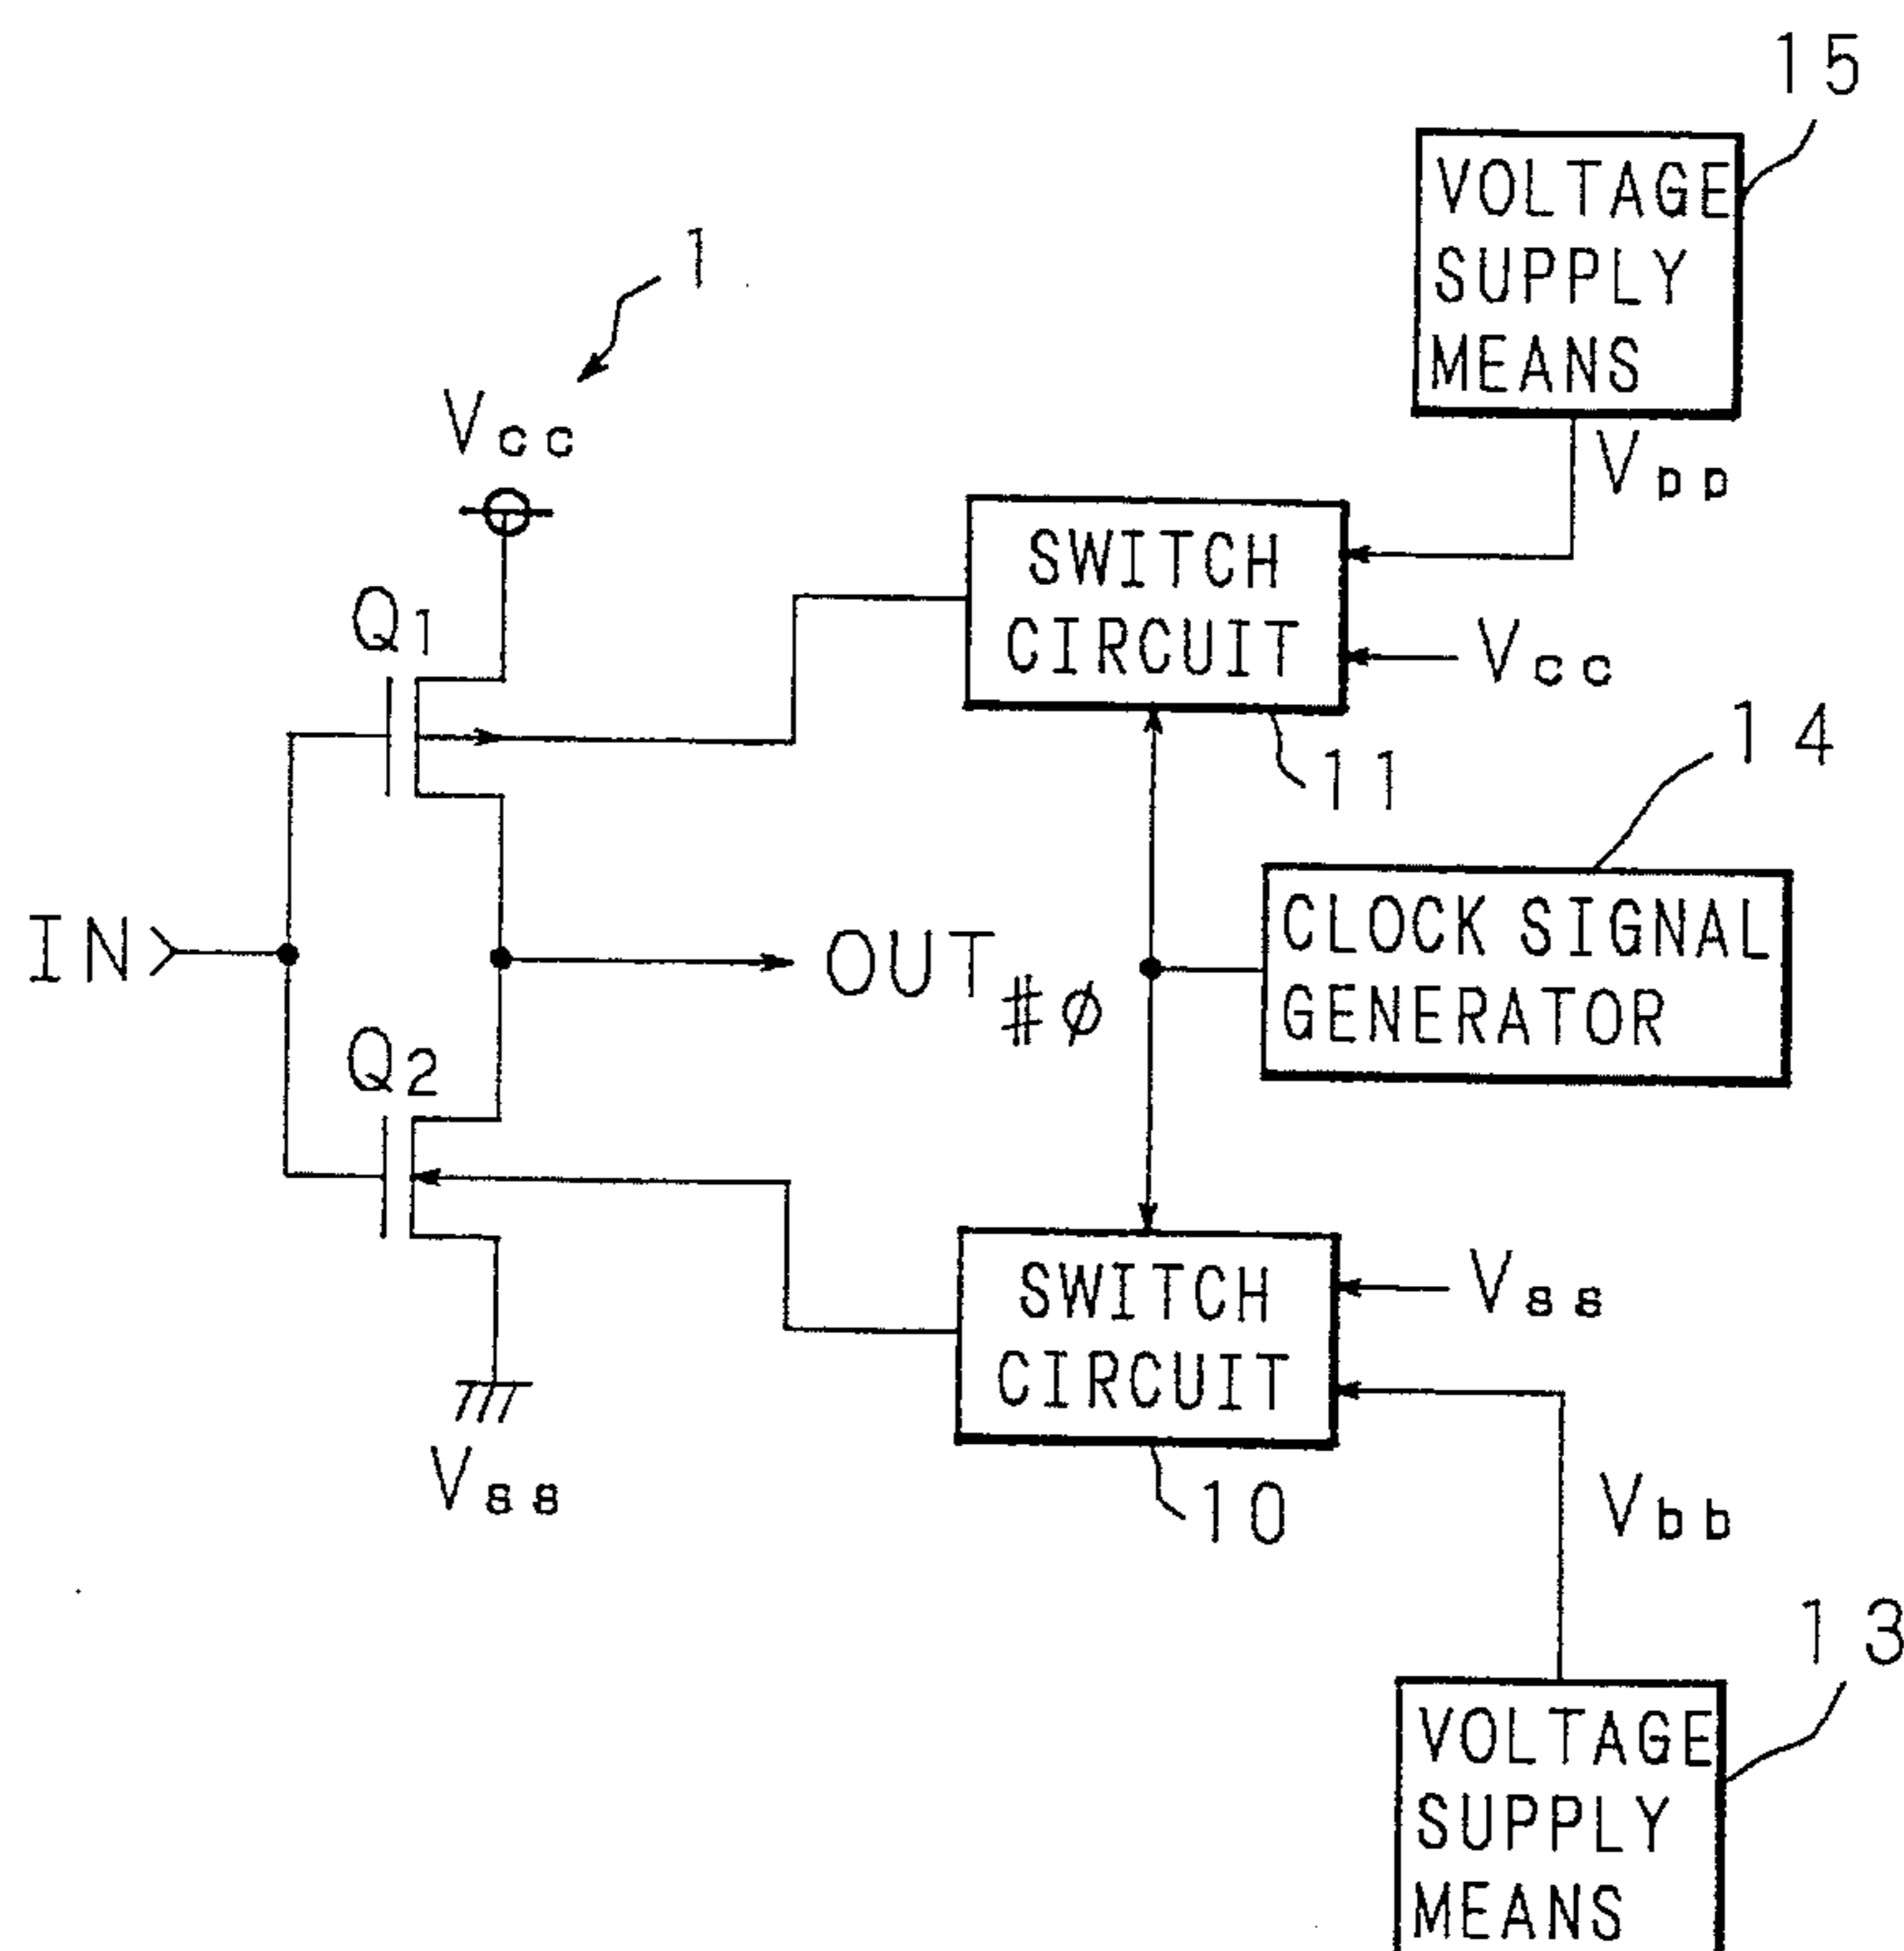 15
VOLTAGE
SUPPLY
MEANS
1
Vcc
Vpp
SWITCH
CIRCUIT
Q1
Vcc
11
14
IN
OUT
#φ
CLOCK SIGNAL
GENERATOR
Q2
SWITCH
CIRCUIT
Vss
Vss
10
Vbb
13
VOLTAGE
SUPPLY
MEANS